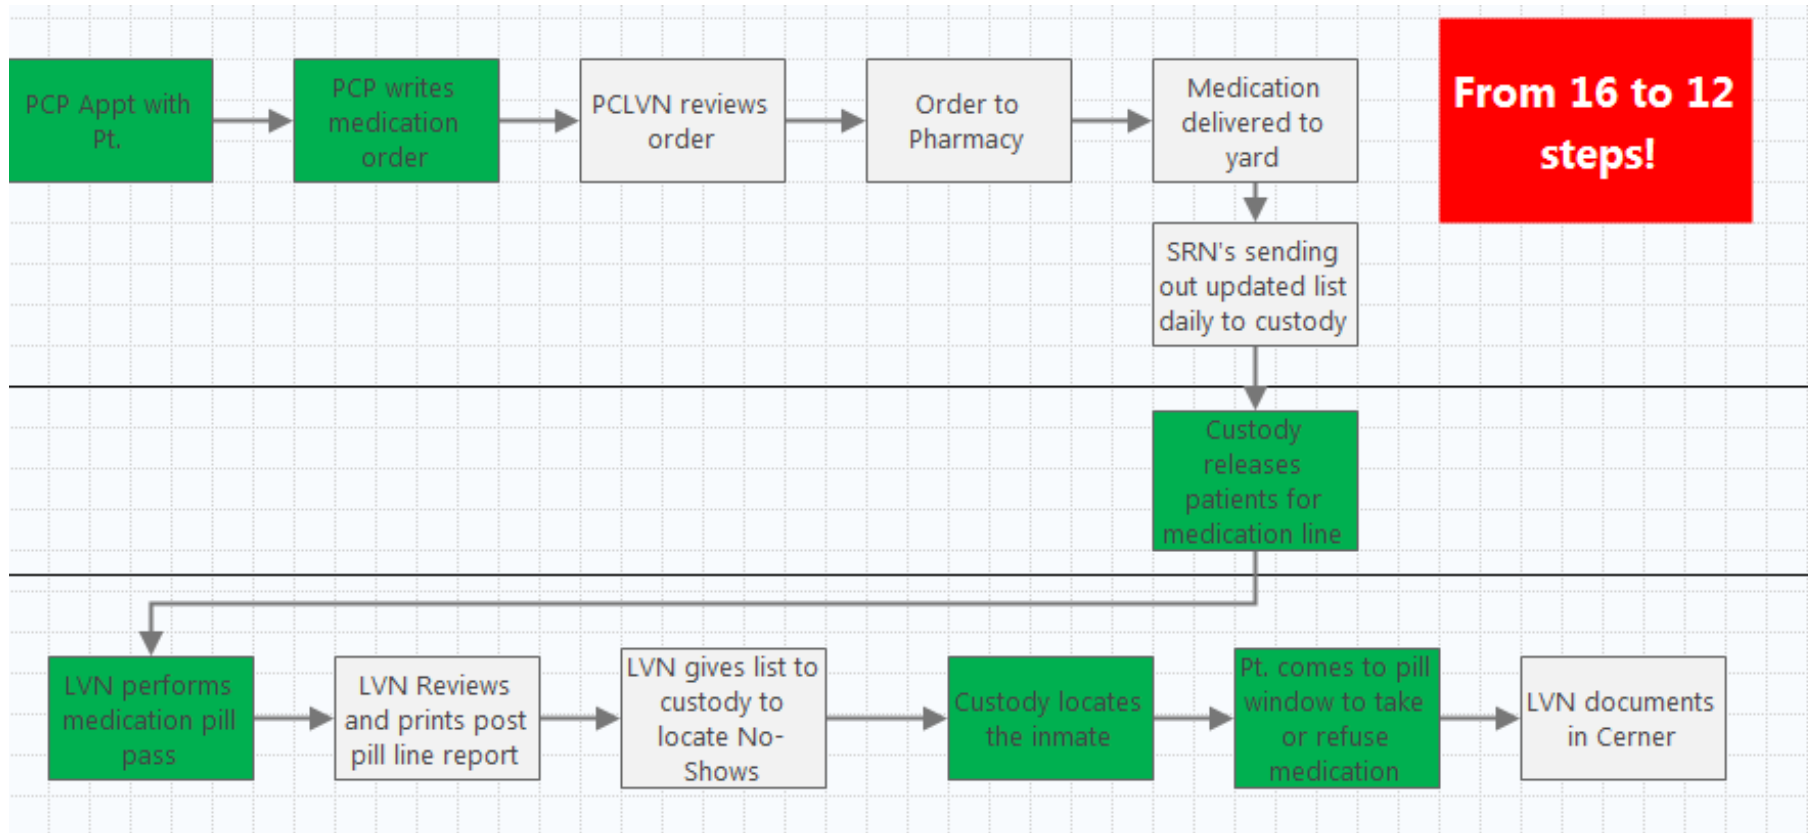 PCP Appt with
Pt.
PCP writes
medication
order
PCLVN reviews
order
Order to
Pharmacy
Medication
delivered to
yard
From 16 to 12
steps!
SRN's sending
out updated list
daily to custody
Custody
releases
patients for
medication line
LVN performs
medication pill
pass
LVN Reviews
and prints post
pill line report
LVN gives list to
custody to
locate No-
Shows
Custody locates
the inmate
Pt. comes to pill
window to take
or refuse
medication
LVN documents
in Cerner